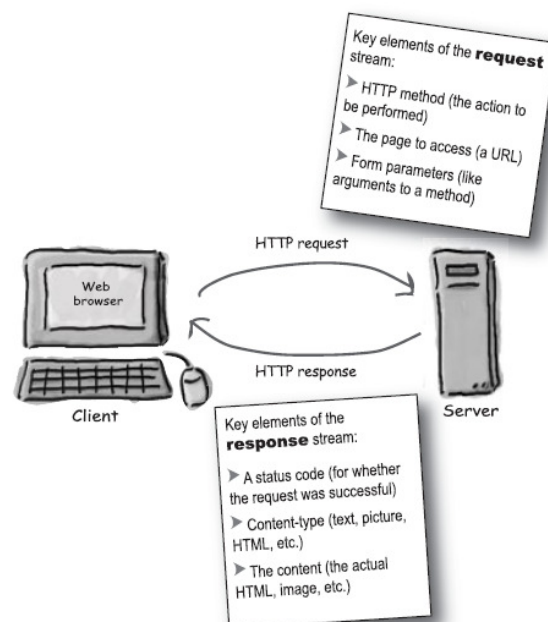 Key elements of the request
stream:
➤ HTTP method (the action to
be performed)
➤ The page to access (a URL)
➤ Form parameters (like
arguments to a method)
HTTP request
Web
browser
HTTP response
Client
Server
Key elements of the
response stream:
➤ A status code (for whether
the request was successful)
➤ Content-type (text, picture,
HTML, etc.)
➤ The content (the actual
HTML, image, etc.)